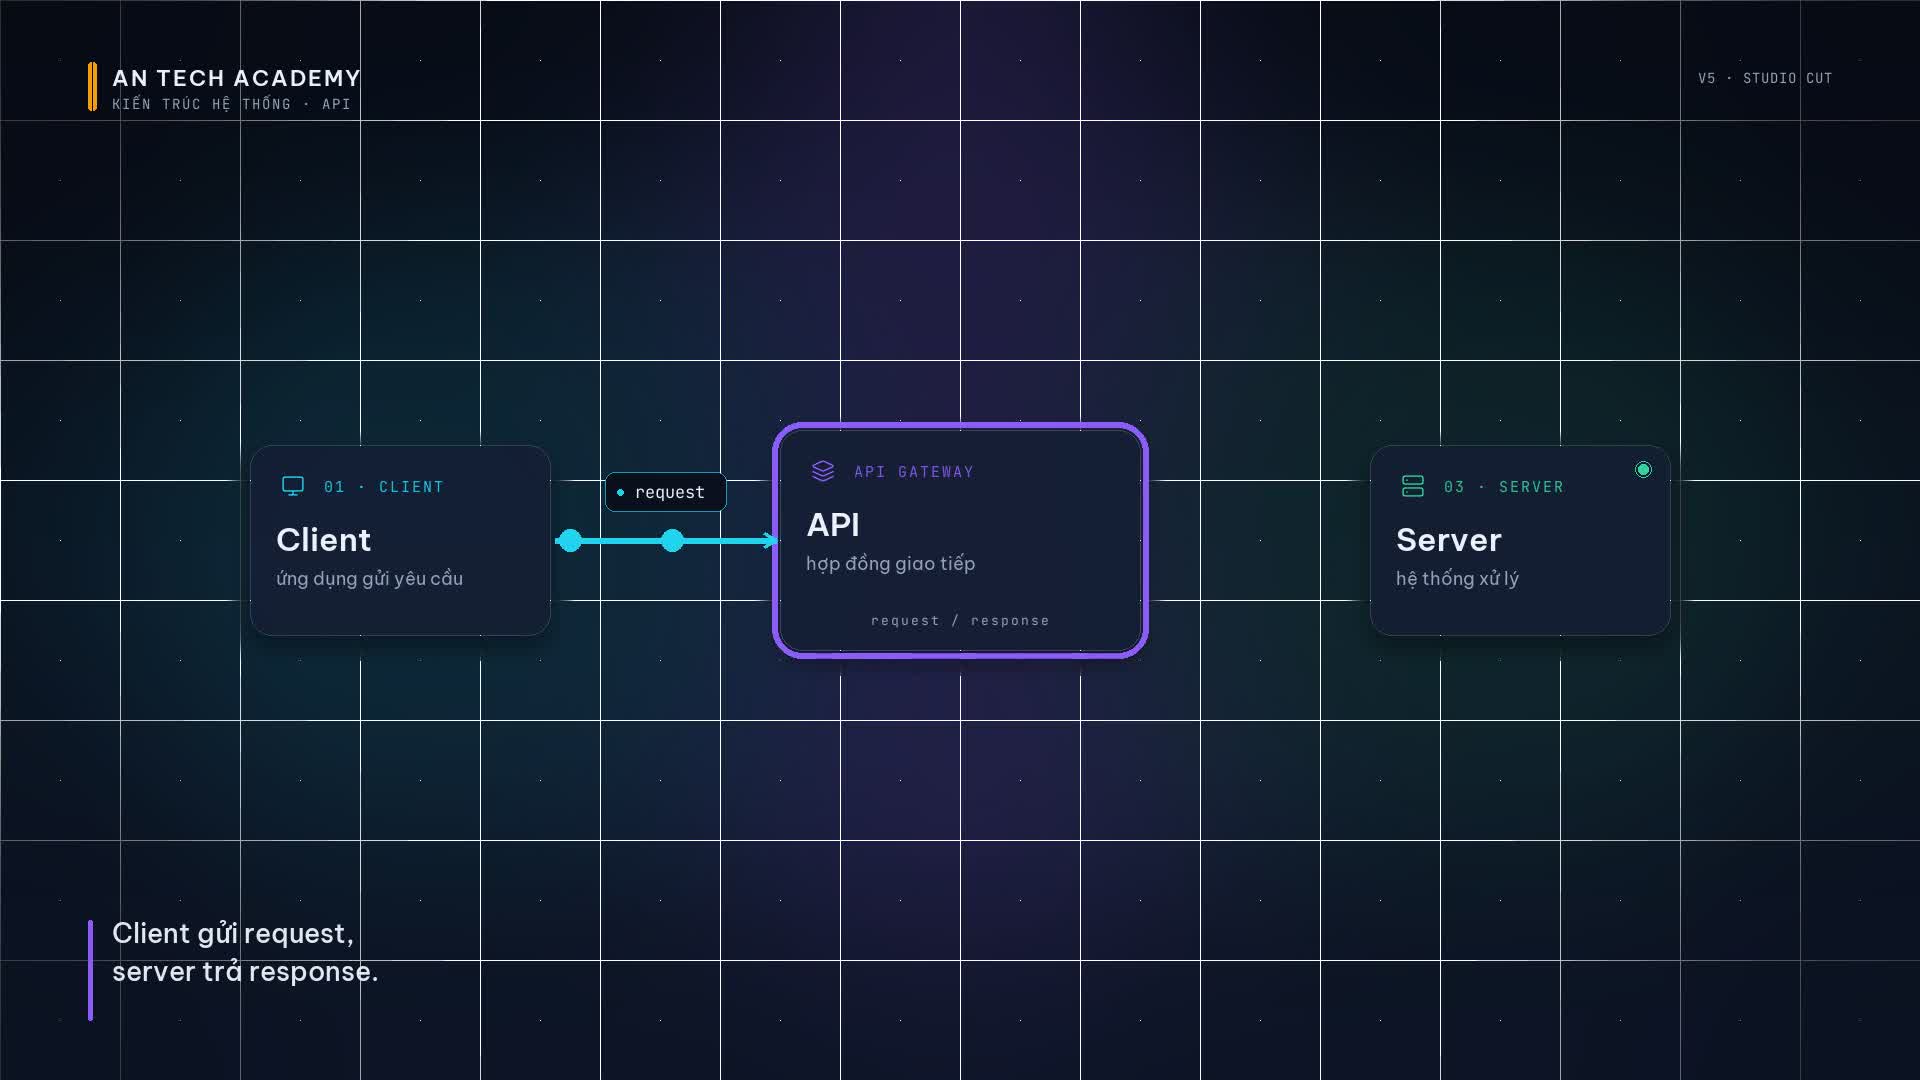 AN TECH ACADEMY
KIẾN TRÚC HỆ THỐNG · API
V5 · STUDIO CUT
01 · CLIENT
Client
ứng dụng gửi yêu cầu
request
API GATEWAY
API
hợp đồng giao tiếp
request / response
03 · SERVER
Server
hệ thống xử lý
Client gửi request,
server trả response.